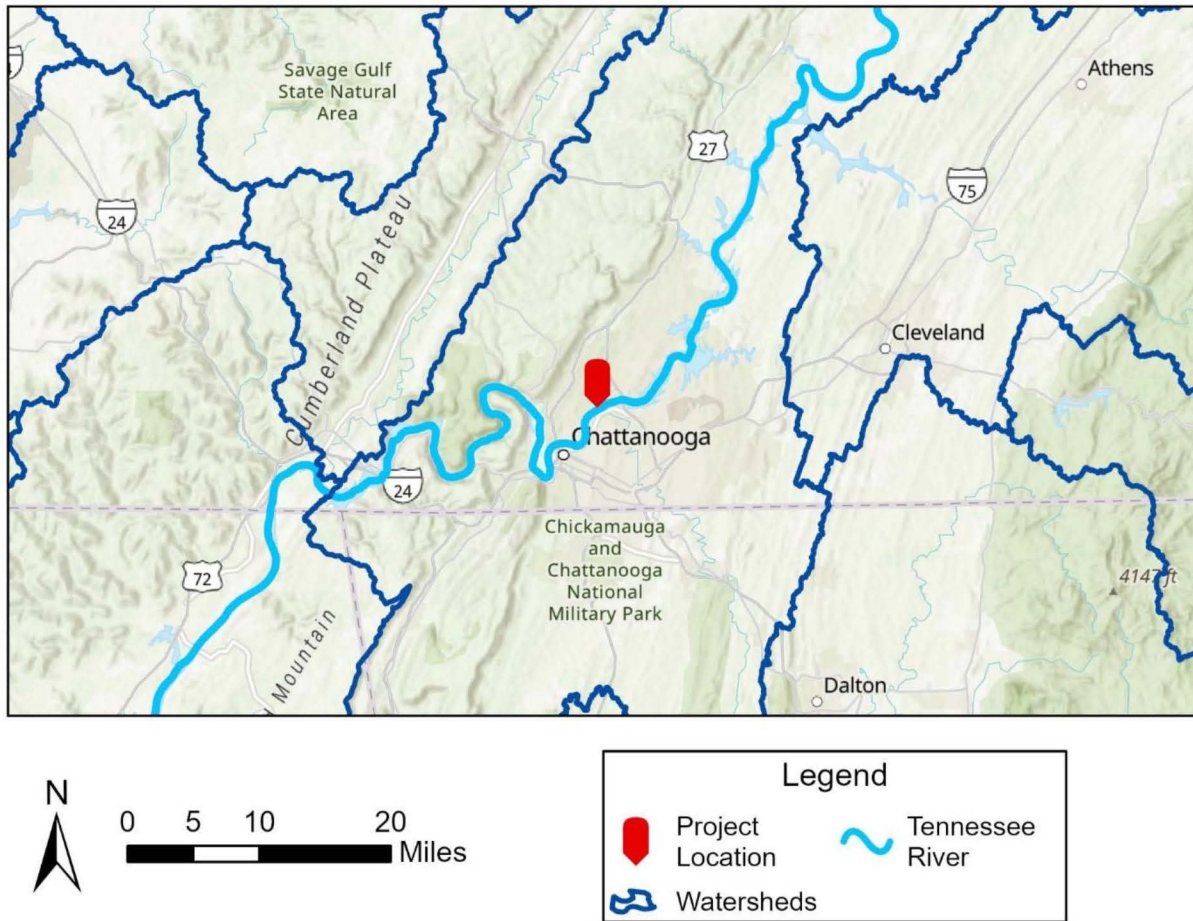 Savage Gulf
State Natural
Area
Athens
27
75
24
Cumberland Plateau
Cleveland
Chattanooga
24
Chickamauga
and
Chattanooga
National
Military Park
72
4147 ft
Mountain
Dalton
N
0 5 10 20
Miles
Legend
Project
Location
Tennessee
River
Watersheds